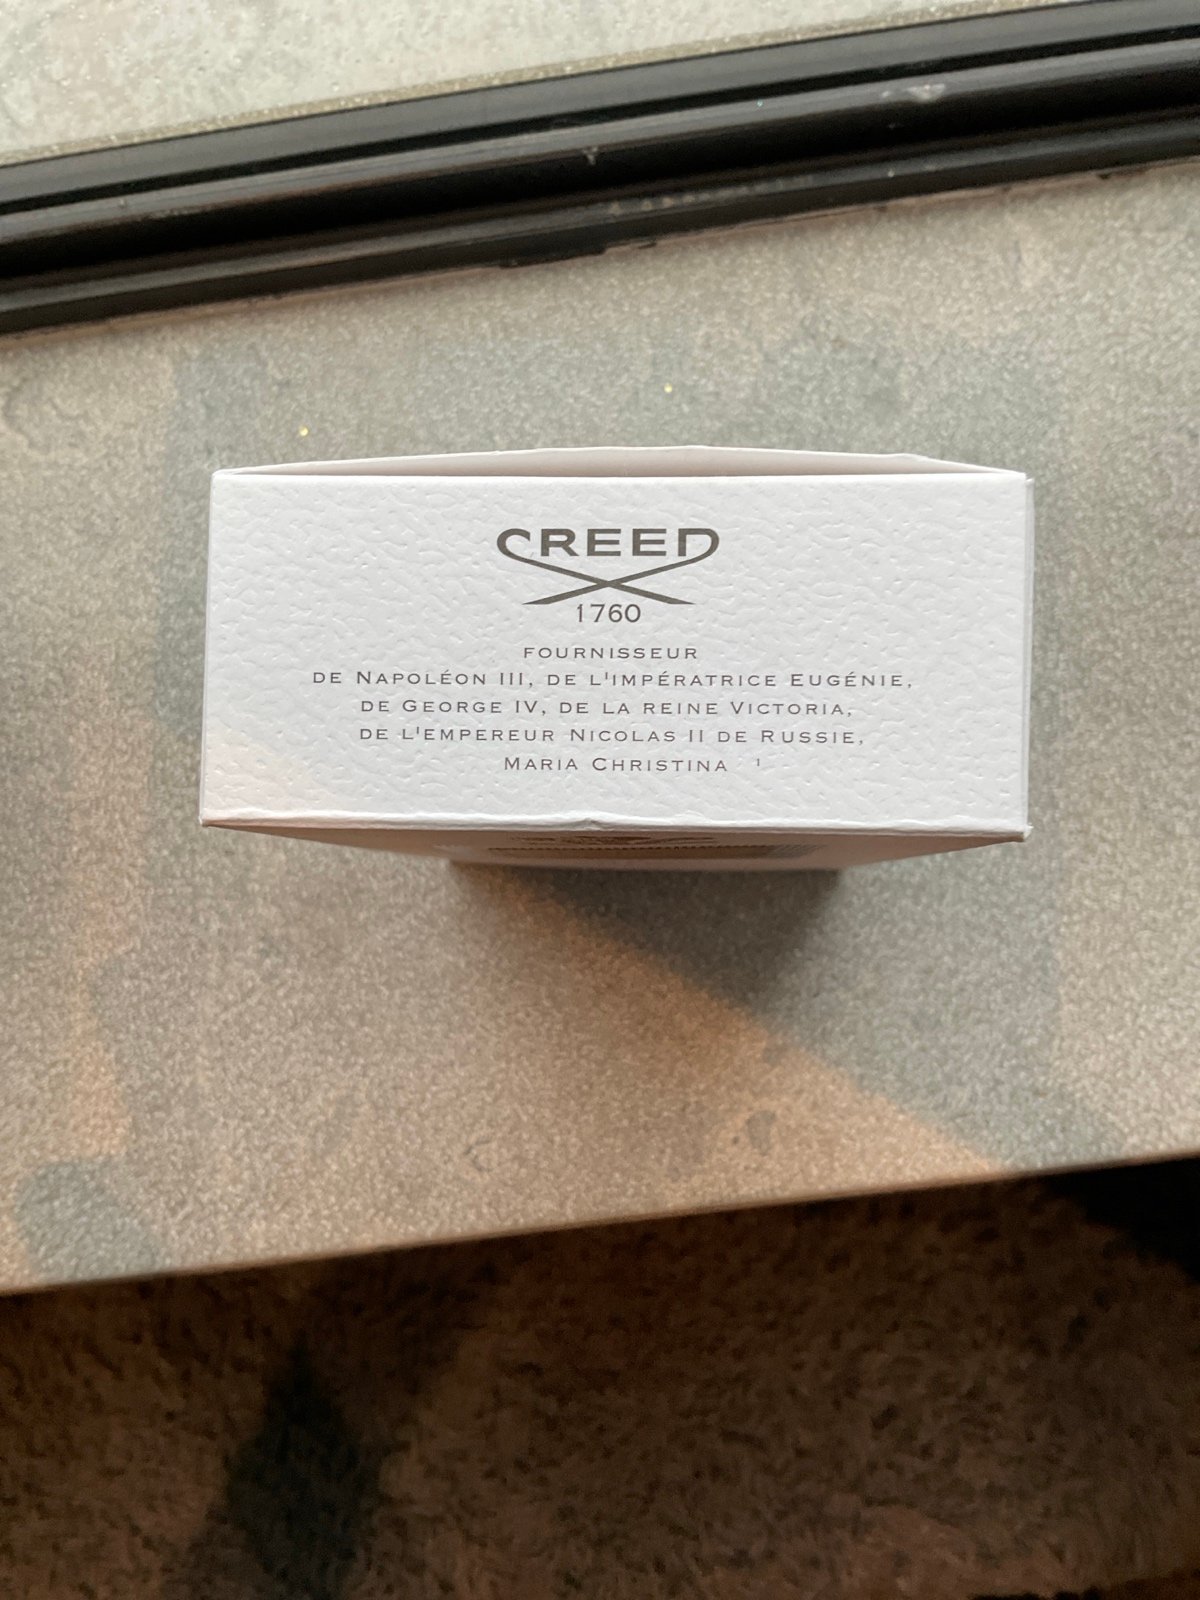 CREED
1760
FOURNISSEUR
DE NAPOLÉON III, DE L'IMPÉRATRICE EUGÉNIE,
DE GEORGE IV, DE LA REINE VICTORIA,
DE L'EMPEREUR NICOLAS II DE RUSSIE,
MARIA CHRISTINA ¹